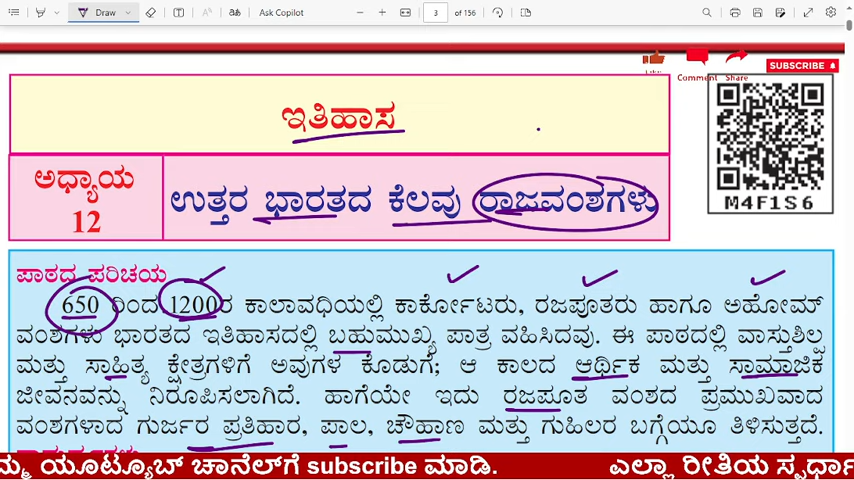 Draw
Ask Copilot
3 of 156
Like Comment Share
SUBSCRIBE
ಇತಿಹಾಸ
ಅಧ್ಯಾಯ
12
ಉತ್ತರ ಭಾರತದ ಕೆಲವು ರಾಜವಂಶಗಳು
M4F1S6
ಪಾಠದ ಪರಿಚಯ
650 ರಿಂದ 1200ರ ಕಾಲಾವಧಿಯಲ್ಲಿ ಕಾರ್ಕೋಟರು, ರಜಪೂತರು ಹಾಗೂ ಅಹೋಮ್
ವಂಶಗಳು ಭಾರತದ ಇತಿಹಾಸದಲ್ಲಿ ಬಹುಮುಖ್ಯ ಪಾತ್ರ ವಹಿಸಿದವು. ಈ ಪಾಠದಲ್ಲಿ ವಾಸ್ತುಶಿಲ್ಪ
ಮತ್ತು ಸಾಹಿತ್ಯ ಕ್ಷೇತ್ರಗಳಿಗೆ ಅವುಗಳ ಕೊಡುಗೆ; ಆ ಕಾಲದ ಆರ್ಥಿಕ ಮತ್ತು ಸಾಮಾಜಿಕ
ಜೀವನವನ್ನು ನಿರೂಪಿಸಲಾಗಿದೆ. ಹಾಗೆಯೇ ಇದು ರಜಪೂತ ವಂಶದ ಪ್ರಮುಖವಾದ
ವಂಶಗಳಾದ ಗುರ್ಜರ ಪ್ರತಿಹಾರ, ಪಾಲ, ಚೌಹಾಣ ಮತ್ತು ಗುಹಿಲರ ಬಗ್ಗೆಯೂ ತಿಳಿಸುತ್ತದೆ.
ಯೂಟ್ಯೂಬ್ ಚಾನೆಲ್‌ಗೆ subscribe ಮಾಡಿ. ಎಲ್ಲಾ ರೀತಿಯ